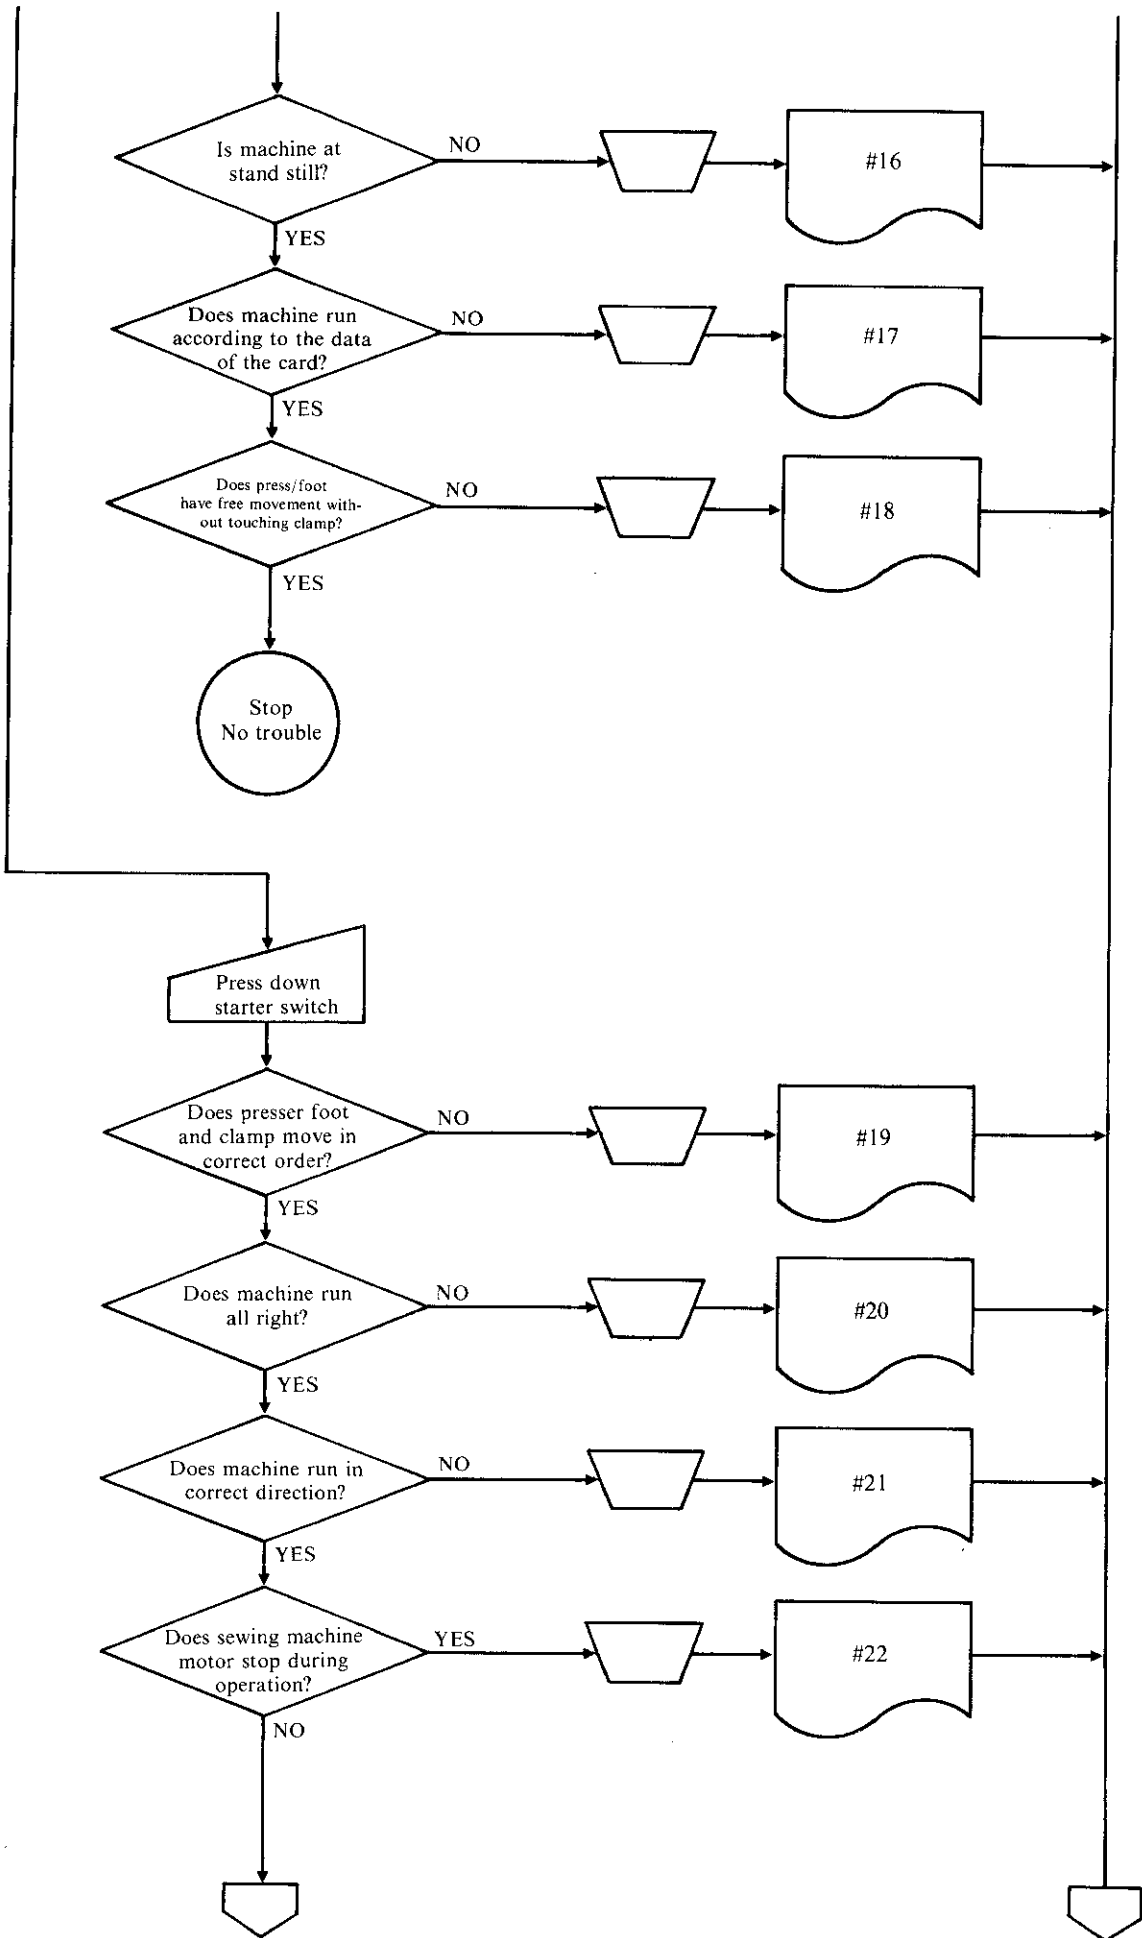 Is machine at
stand still?
NO
#16
YES
Does machine run
according to the data
of the card?
NO
#17
YES
Does press/foot
have free movement with-
out touching clamp?
NO
#18
YES
Stop
No trouble
Press down
starter switch
Does presser foot
and clamp move in
correct order?
NO
#19
YES
Does machine run
all right?
NO
#20
YES
Does machine run in
correct direction?
NO
#21
YES
Does sewing machine
motor stop during
operation?
YES
#22
NO